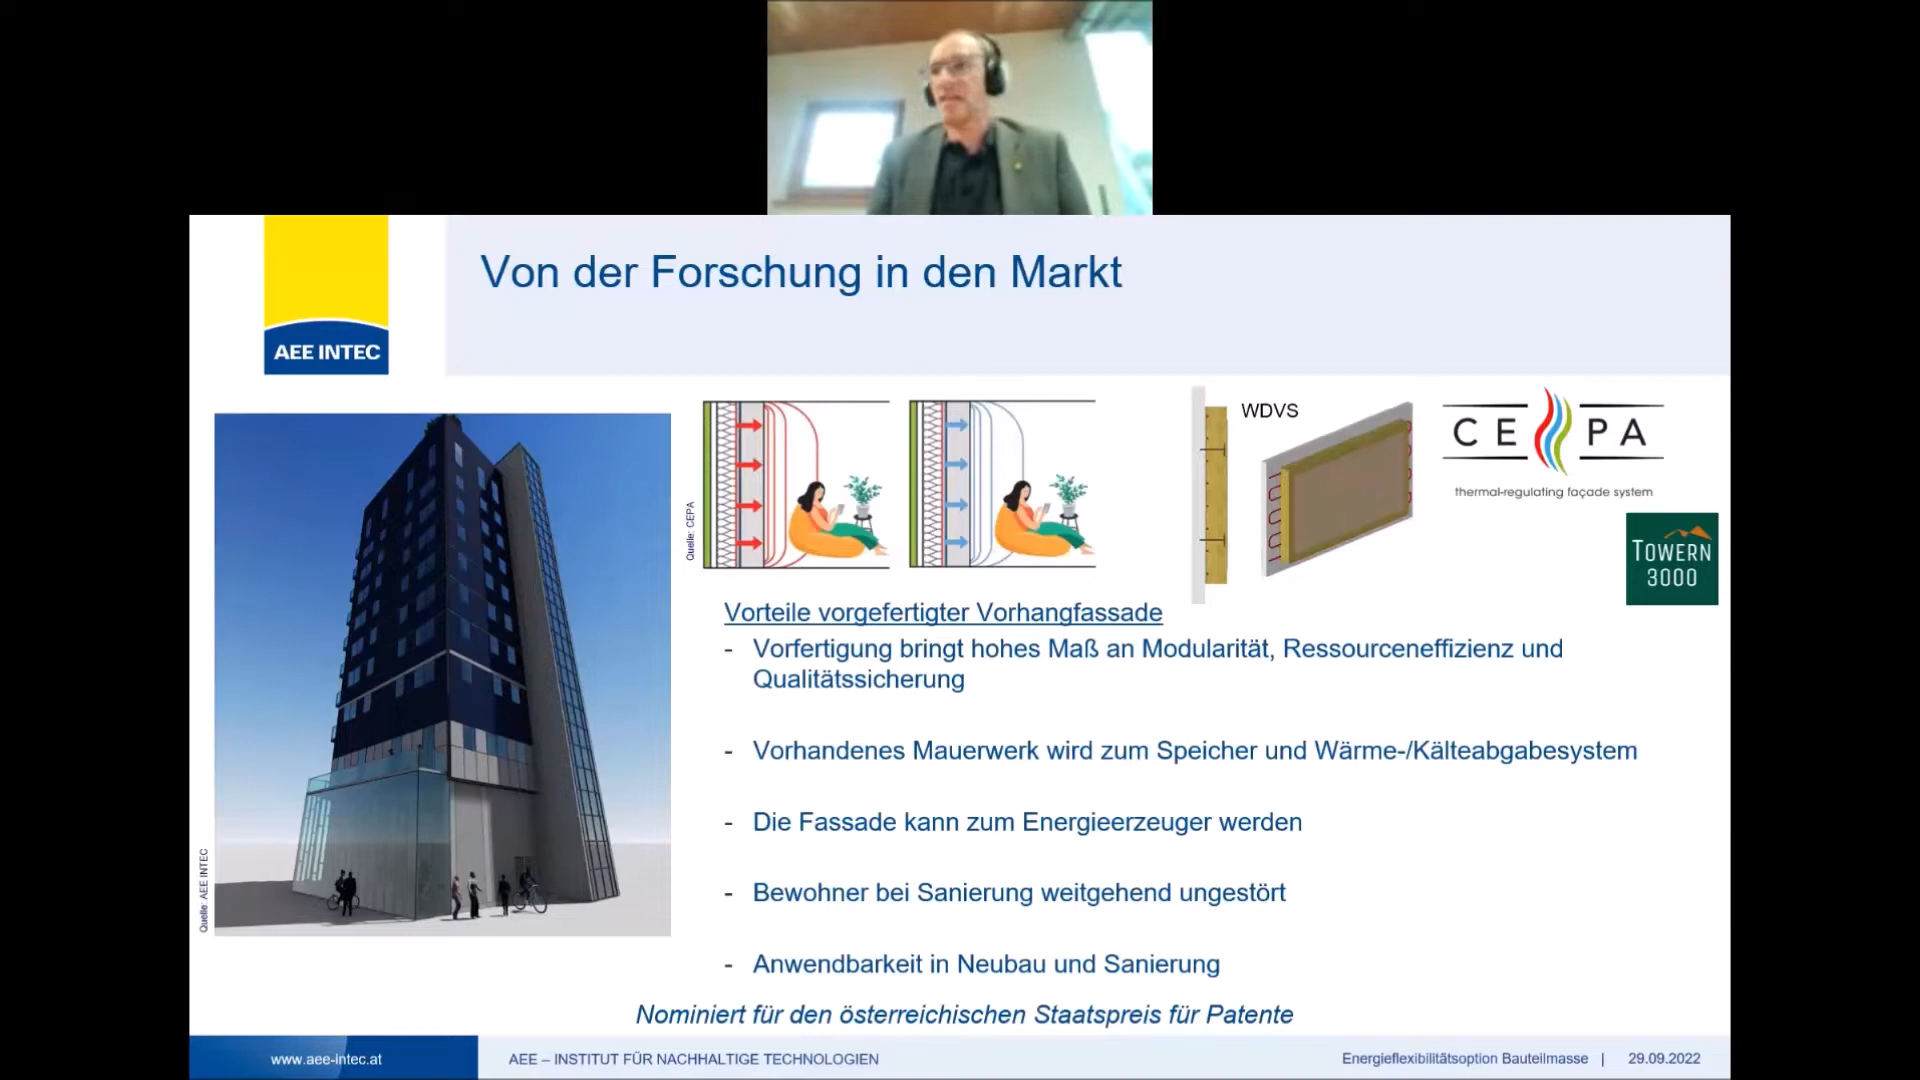 Von der Forschung in den Markt
AEE INTEC
WDVS
CEPA
thermal-regulating façade system
TOWERN
3000
Quelle: CEPA
Quelle: AEE INTEC
Vorteile vorgefertigter Vorhangfassade
- Vorfertigung bringt hohes Maß an Modularität, Ressourceneffizienz und
Qualitätssicherung
- Vorhandenes Mauerwerk wird zum Speicher und Wärme-/Kälteabgabesystem
- Die Fassade kann zum Energieerzeuger werden
- Bewohner bei Sanierung weitgehend ungestört
- Anwendbarkeit in Neubau und Sanierung
Nominiert für den österreichischen Staatspreis für Patente
www.aee-intec.at
AEE – INSTITUT FÜR NACHHALTIGE TECHNOLOGIEN
Energieflexibilitätsoption Bauteilmasse | 29.09.2022